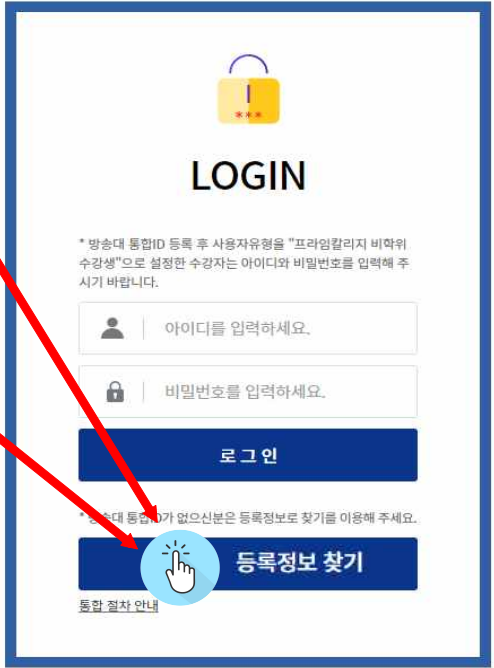 ***
LOGIN
* 방송대 통합ID 등록 후 사용자유형을 "프라임칼리지 비학위
수강생"으로 설정한 수강자는 아이디와 비밀번호를 입력해 주
시기 바랍니다.
아이디를 입력하세요.
비밀번호를 입력하세요.
로그인
* 대 통합 가 없으신분은 등록정보로 찾기를 이용해 주세요.
등록정보 찾기
통합 절차 안내